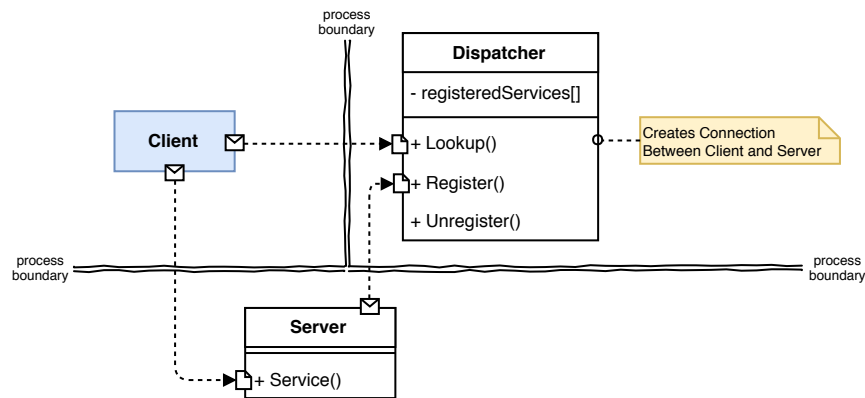 process
boundary
Dispatcher
- registeredServices[]
Client
+ Lookup()
Creates Connection
Between Client and Server
+ Register()
+ Unregister()
process
boundary
process
boundary
Server
+ Service()